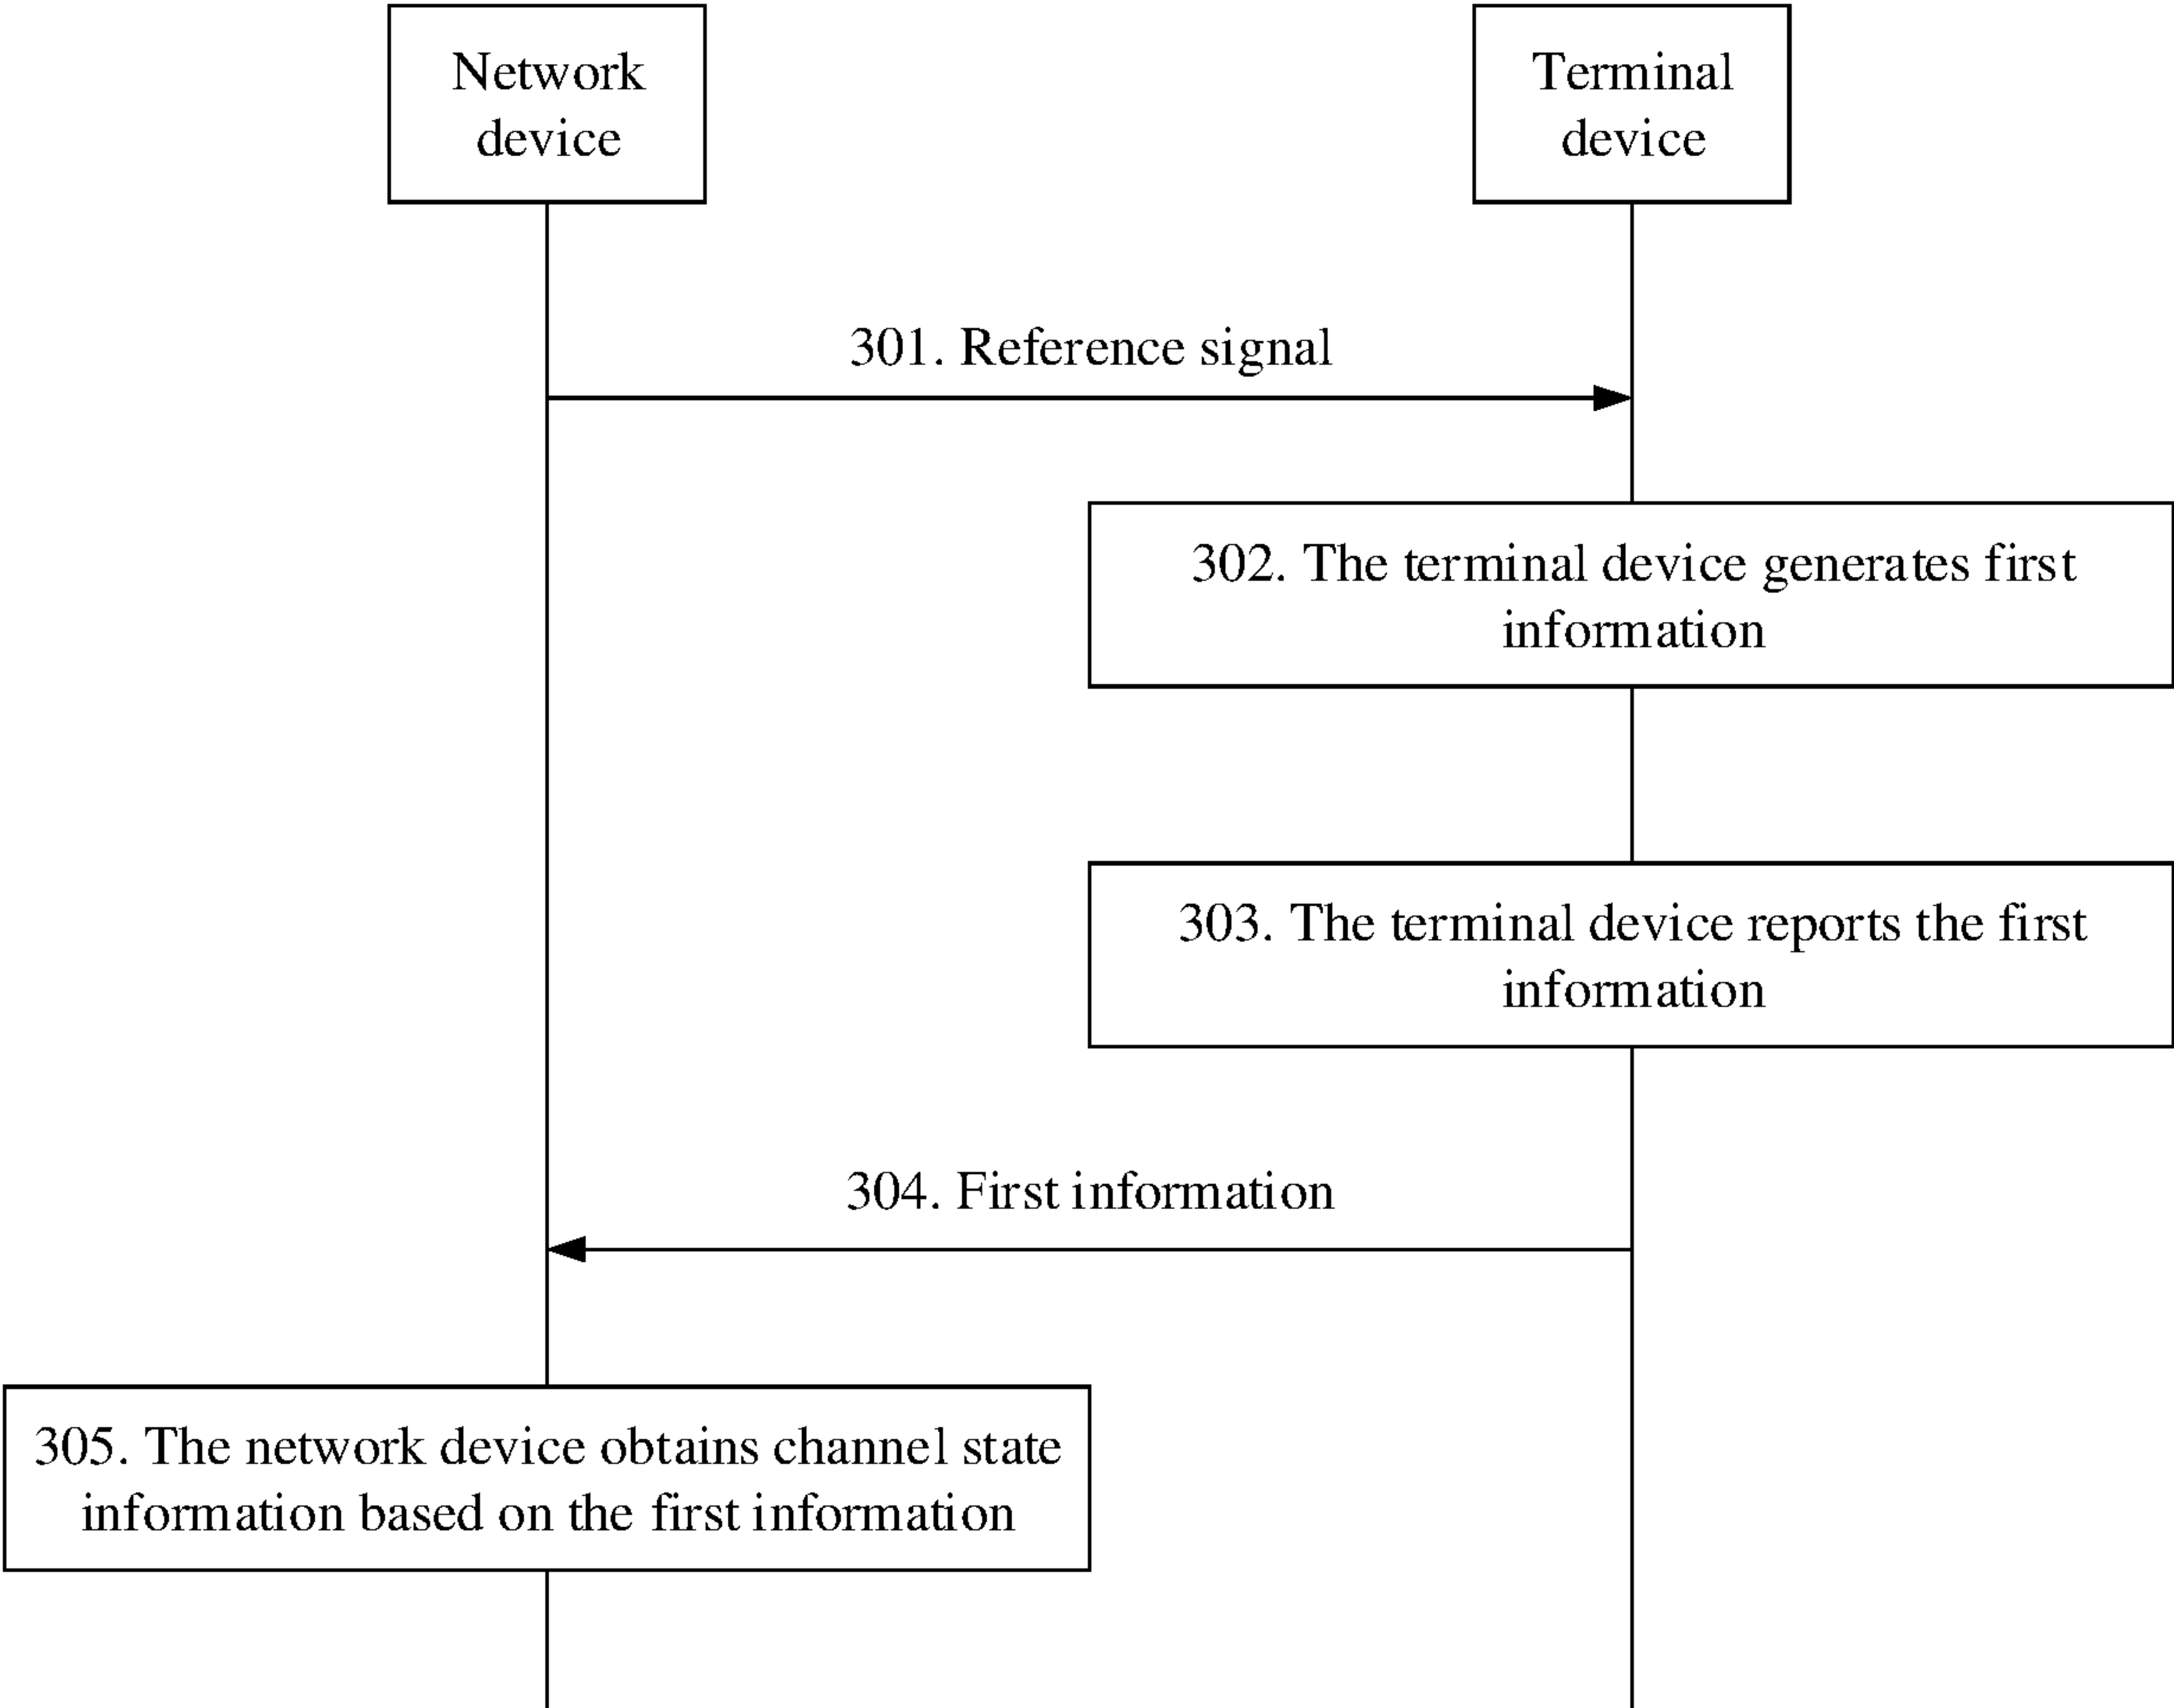 Network
device
Terminal
device
301. Reference signal
302. The terminal device generates first
information
303. The terminal device reports the first
information
304. First information
305. The network device obtains channel state
information based on the first information